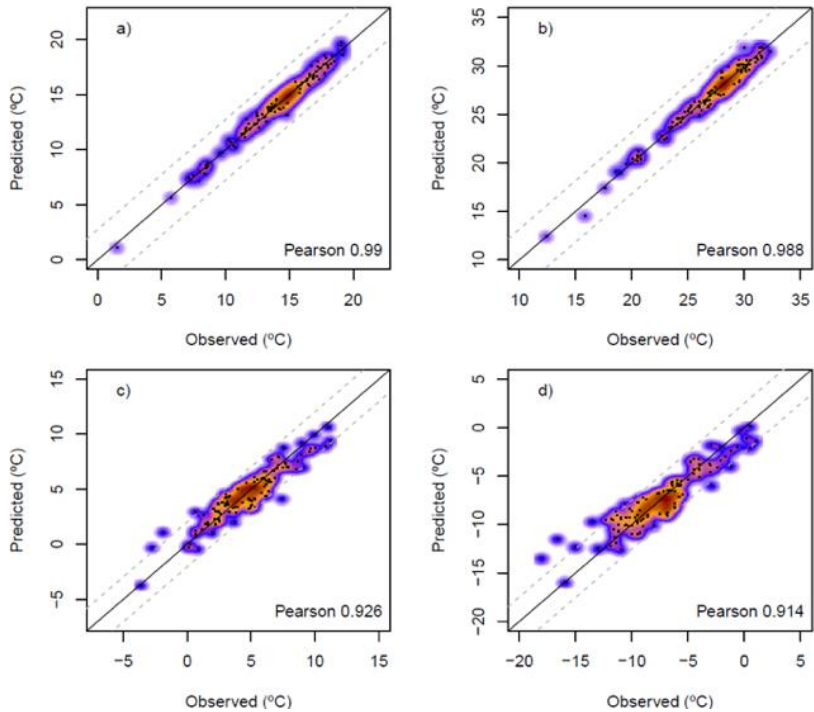 a)
20
15
10
5
0
Predicted (ºC)
Pearson 0.99
0 5 10 15 20
Observed (ºC)
b)
35
30
25
20
15
10
Predicted (ºC)
Pearson 0.988
10 15 20 25 30 35
Observed (ºC)
c)
15
10
5
0
−5
Predicted (ºC)
Pearson 0.926
−5 0 5 10 15
Observed (ºC)
d)
5
0
−5
−10
−15
−20
Predicted (ºC)
Pearson 0.914
−20 −15 −10 −5 0 5
Observed (ºC)